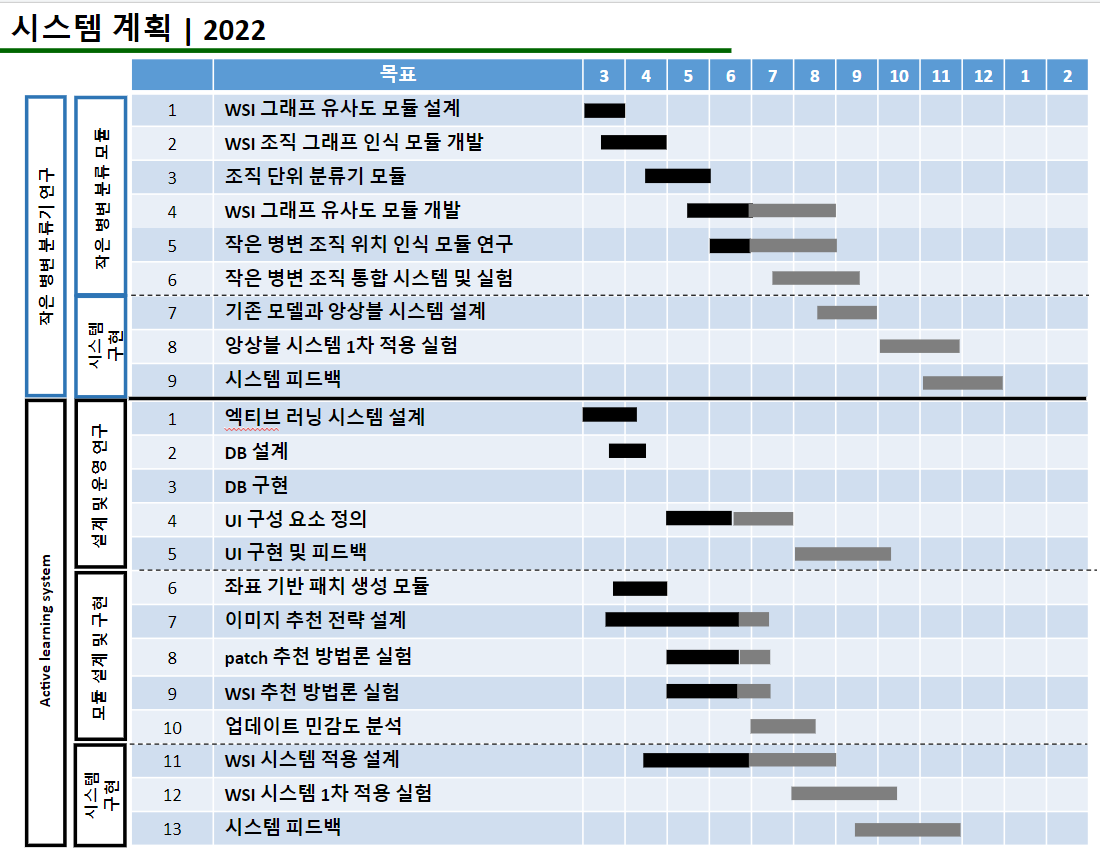 시스템 계획 | 2022
목표 3 4 5 6 7 8 9 10 11 12 1 2
작은 병변 분류기 연구
작은 병변 분류 모듈
1 WSI 그래프 유사도 모듈 설계
2 WSI 조직 그래프 인식 모듈 개발
3 조직 단위 분류기 모듈
4 WSI 그래프 유사도 모듈 개발
5 작은 병변 조직 위치 인식 모듈 연구
6 작은 병변 조직 통합 시스템 및 실험
시스템
구현
7 기존 모델과 앙상블 시스템 설계
8 앙상블 시스템 1차 적용 실험
9 시스템 피드백
Active learning system
설계 및 운영 연구
1 엑티브 러닝 시스템 설계
2 DB 설계
3 DB 구현
4 UI 구성 요소 정의
5 UI 구현 및 피드백
모듈 설계 및 구현
6 좌표 기반 패치 생성 모듈
7 이미지 추천 전략 설계
8 patch 추천 방법론 실험
9 WSI 추천 방법론 실험
10 업데이트 민감도 분석
시스템
구현
11 WSI 시스템 적용 설계
12 WSI 시스템 1차 적용 실험
13 시스템 피드백